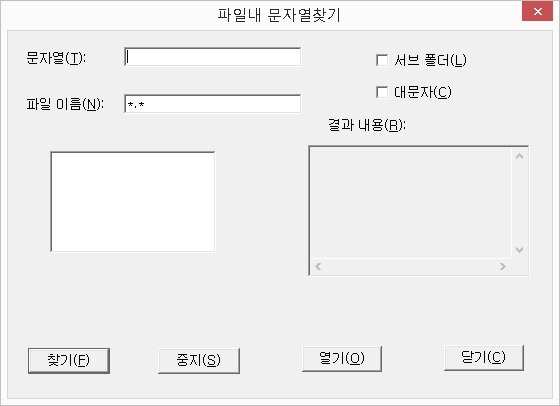 파일내 문자열찾기
문자열(T):
서브 폴더(L)
대문자(C)
파일 이름(N):
*.*
결과 내용(R):
찾기(F)
중지(S)
열기(O)
닫기(C)